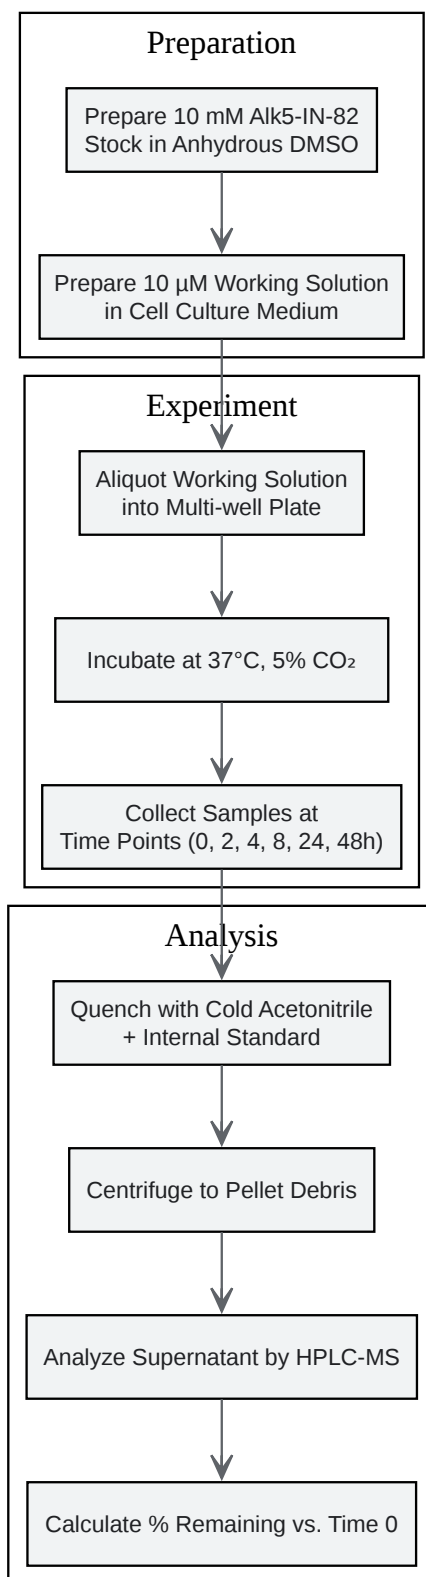 Preparation
Prepare 10 mM Alk5-IN-82
Stock in Anhydrous DMSO
Prepare 10 µM Working Solution
in Cell Culture Medium
Experiment
Aliquot Working Solution
into Multi-well Plate
Incubate at 37°C, 5% CO₂
Collect Samples at
Time Points (0, 2, 4, 8, 24, 48h)
Analysis
Quench with Cold Acetonitrile
+ Internal Standard
Centrifuge to Pellet Debris
Analyze Supernatant by HPLC-MS
Calculate % Remaining vs. Time 0